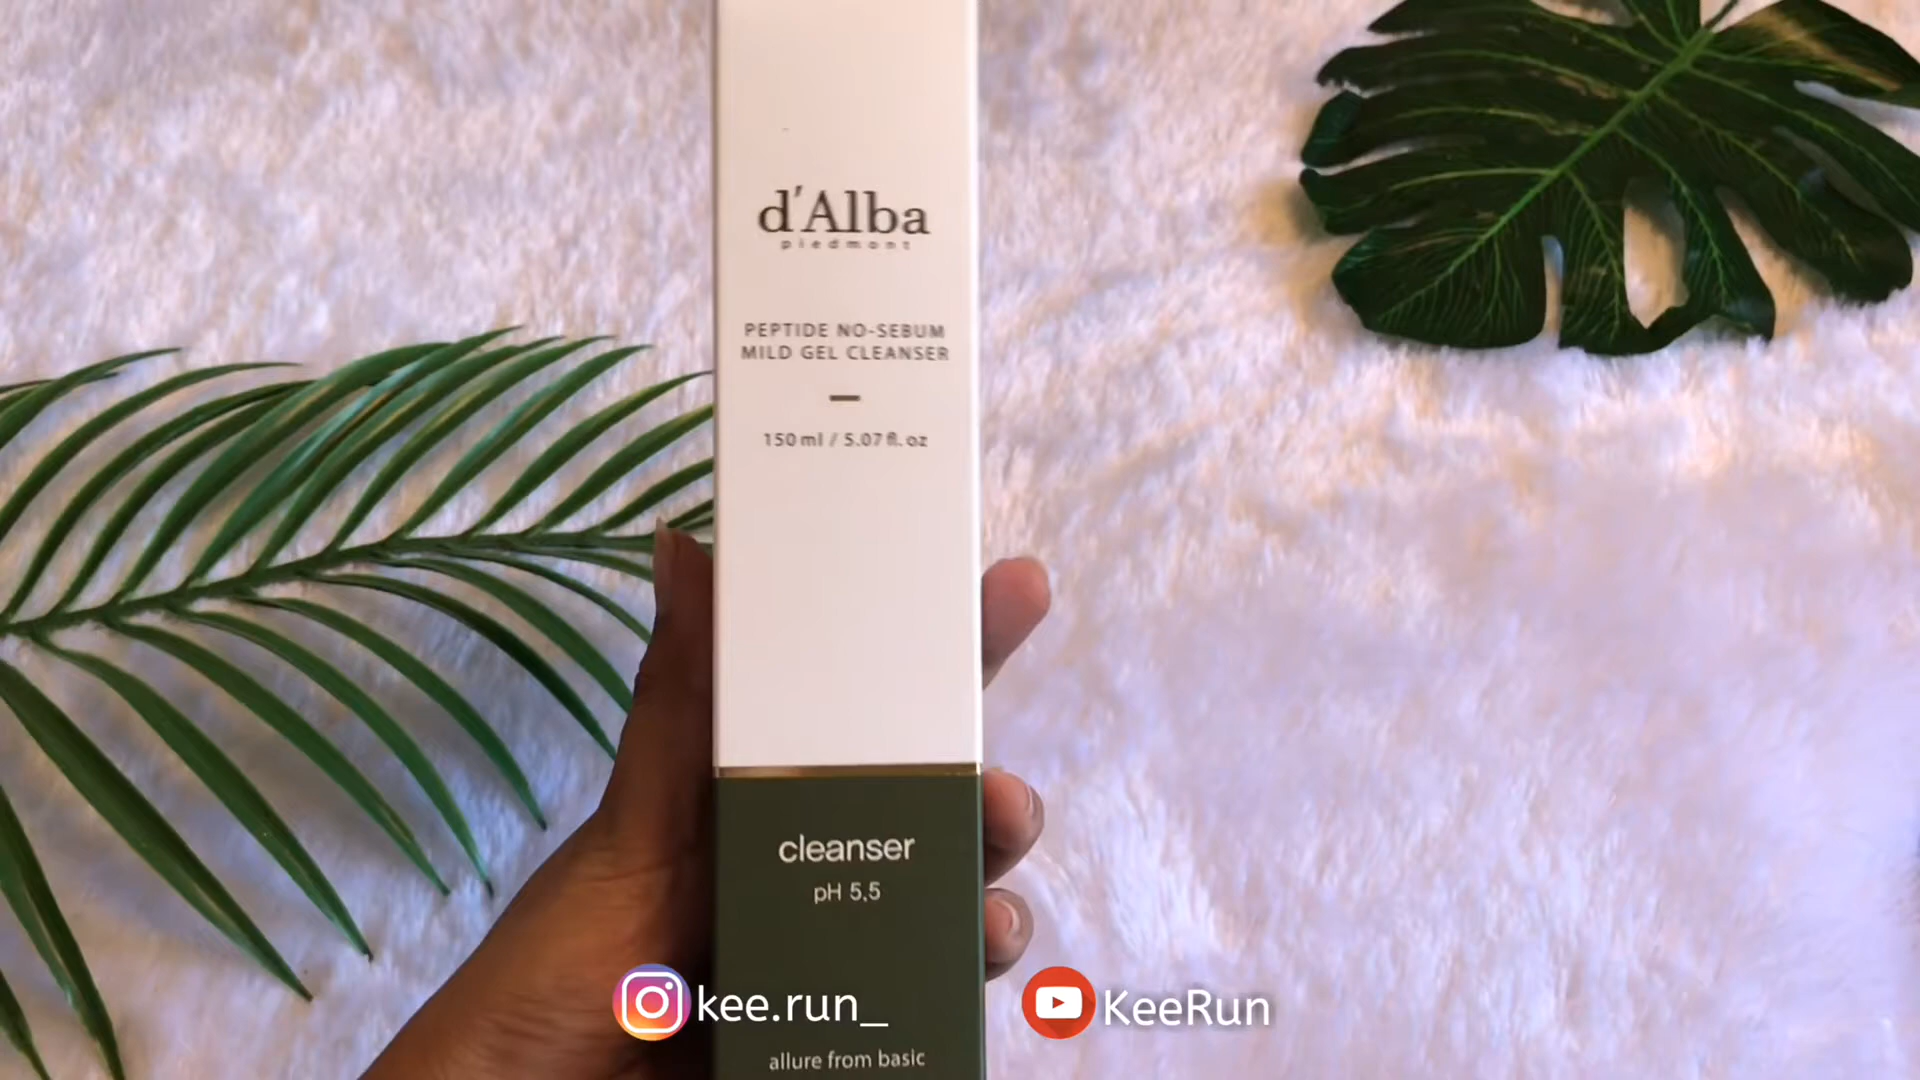 d'Alba
piedmont
PEPTIDE NO-SEBUM
MILD GEL CLEANSER
150 ml / 5.07 fl. oz
cleanser
pH 5,5
kee.run_
KeeRun
allure from basic